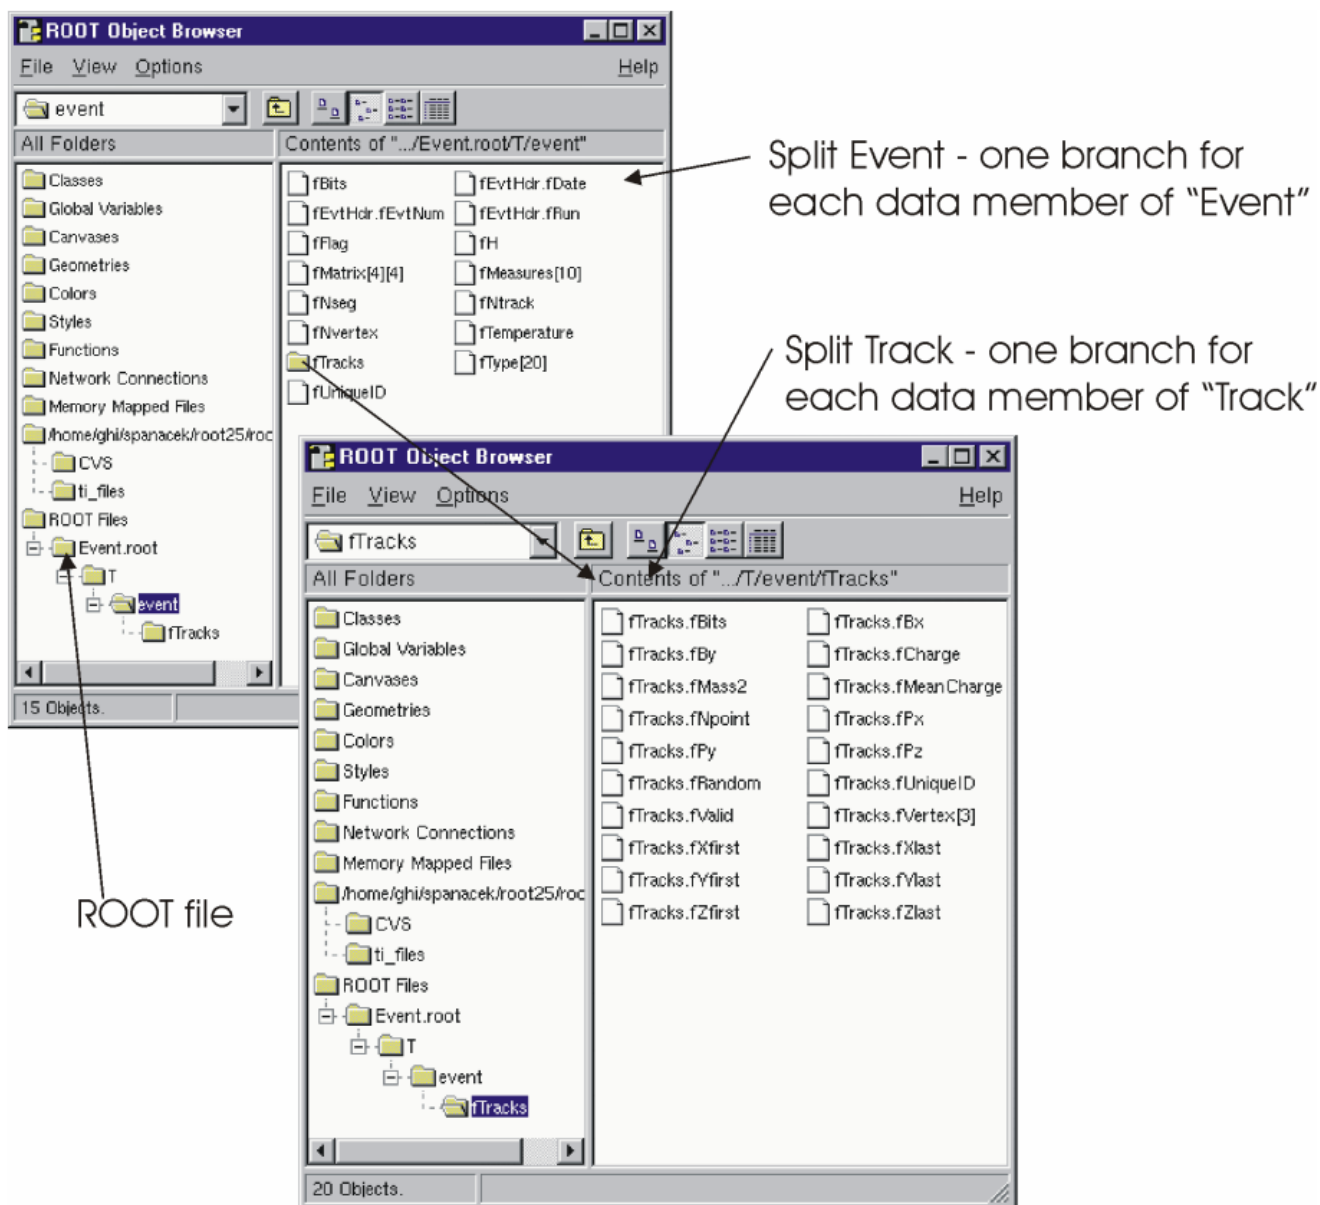 ROOT Object Browser
File View Options Help
event
All Folders
Contents of ".../Event.root/T/event"
Classes
Global Variables
Canvases
Geometries
Colors
Styles
Functions
Network Connections
Memory Mapped Files
/home/ghi/spanacek/root25/roc
CVS
ti_files
ROOT Files
Event.root
T
event
fTracks
15 Objects.
fBits fEvtHdr.fDate
fEvtHdr.fEvtNum fEvtHdr.fRun
fFlag fH
fMatrix[4][4] fMeasures[10]
fNseg fNtrack
fNvertex fTemperature
fTracks fType[20]
fUniqueID
Split Event - one branch for
each data member of "Event"
Split Track - one branch for
each data member of "Track"
ROOT file
ROOT Object Browser
File View Options Help
fTracks
All Folders
Contents of ".../T/event/fTracks"
Classes
Global Variables
Canvases
Geometries
Colors
Styles
Functions
Network Connections
Memory Mapped Files
/home/ghi/spanacek/root25/roc
CVS
ti_files
ROOT Files
Event.root
T
event
fTracks
fTracks.fBits fTracks.fBx
fTracks.fBy fTracks.fCharge
fTracks.fMass2 fTracks.fMeanCharge
fTracks.fNpoint fTracks.fPx
fTracks.fPy fTracks.fPz
fTracks.fRandom fTracks.fUniqueID
fTracks.fValid fTracks.fVertex[3]
fTracks.fXfirst fTracks.fXlast
fTracks.fYfirst fTracks.fYlast
fTracks.fZfirst fTracks.fZlast
20 Objects.